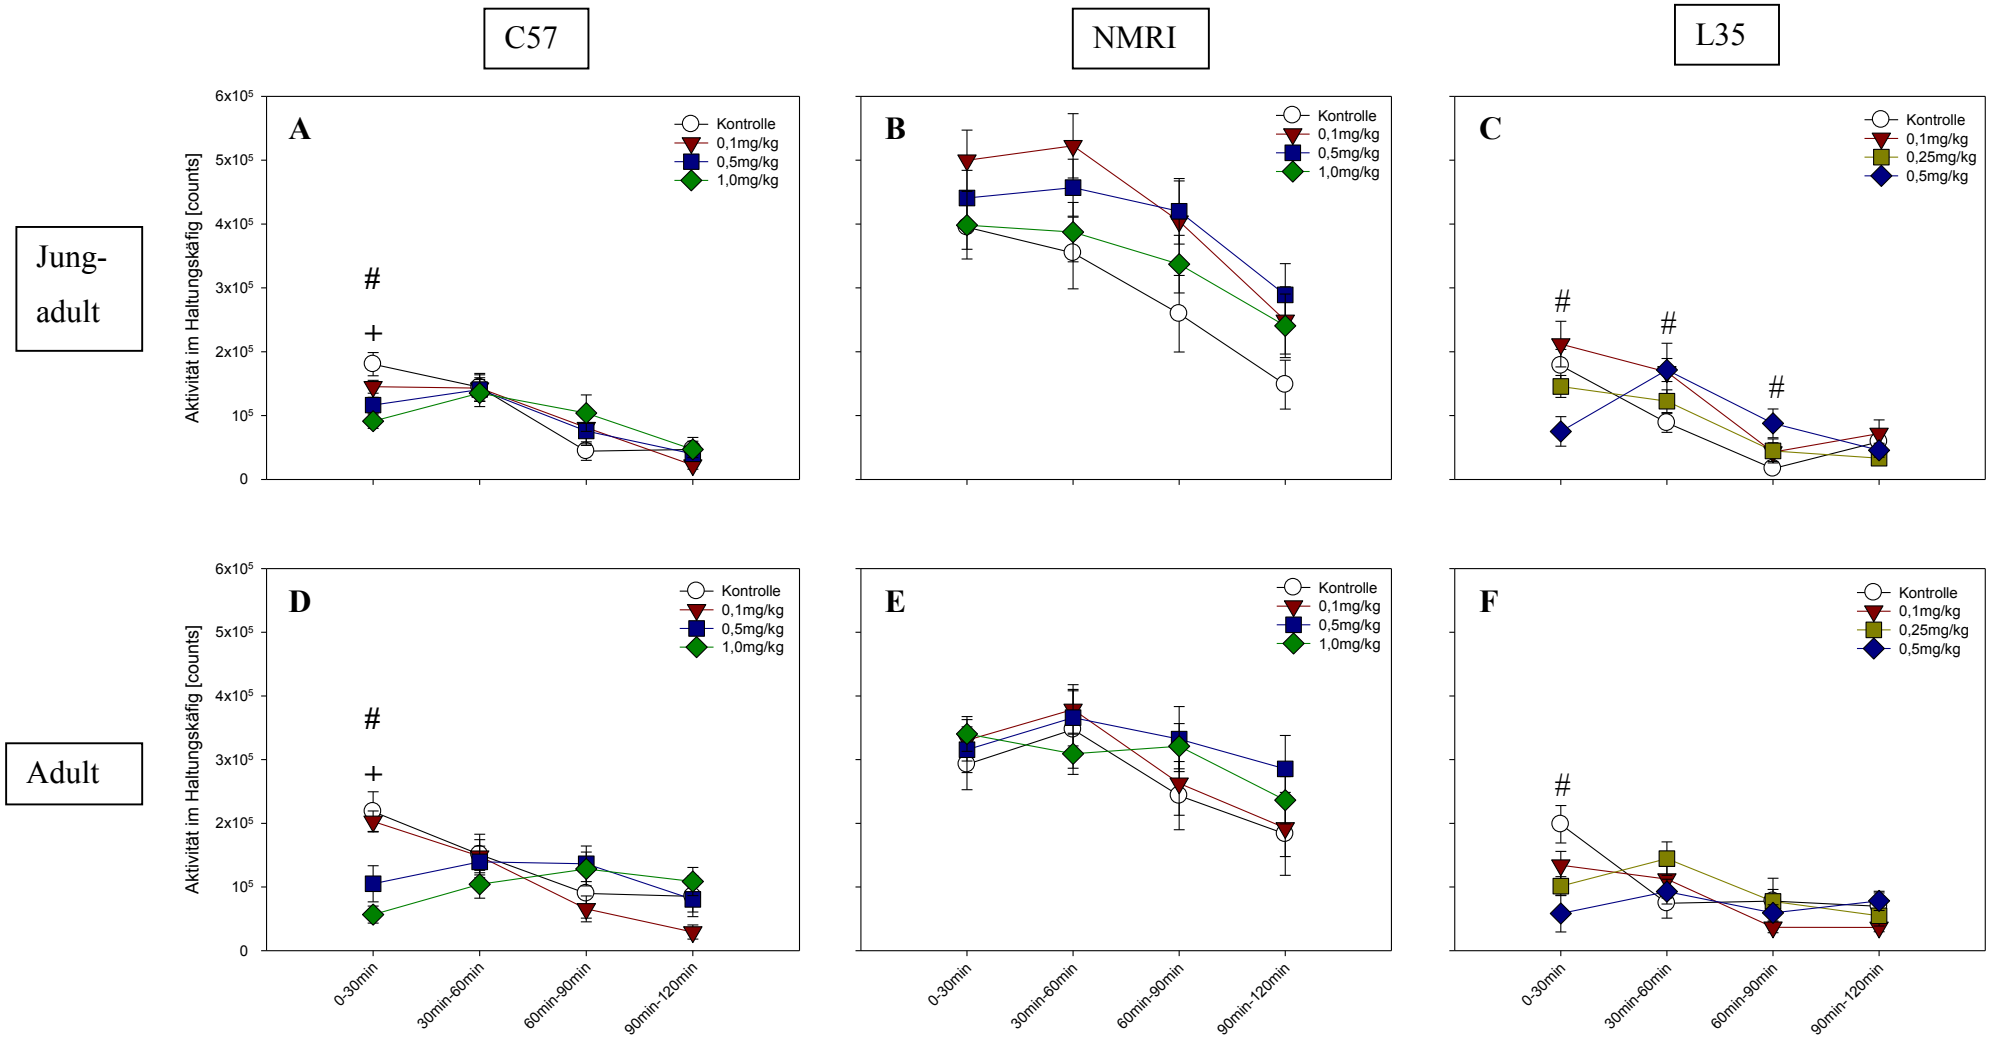 C57
NMRI
L35
Jung-
adult
Adult
Aktivität im Haltungskäfig [counts]
6x10⁵
5x10⁵
4x10⁵
3x10⁵
2x10⁵
10⁵
0
A
Kontrolle
0,1mg/kg
0,5mg/kg
1,0mg/kg
#
+
B
Kontrolle
0,1mg/kg
0,5mg/kg
1,0mg/kg
C
Kontrolle
0,1mg/kg
0,25mg/kg
0,5mg/kg
#
#
#
Aktivität im Haltungskäfig [counts]
6x10⁵
5x10⁵
4x10⁵
3x10⁵
2x10⁵
10⁵
0
D
Kontrolle
0,1mg/kg
0,5mg/kg
1,0mg/kg
#
+
0-30min
30min-60min
60min-90min
90min-120min
E
Kontrolle
0,1mg/kg
0,5mg/kg
1,0mg/kg
0-30min
30min-60min
60min-90min
90min-120min
F
Kontrolle
0,1mg/kg
0,25mg/kg
0,5mg/kg
#
0-30min
30min-60min
60min-90min
90min-120min